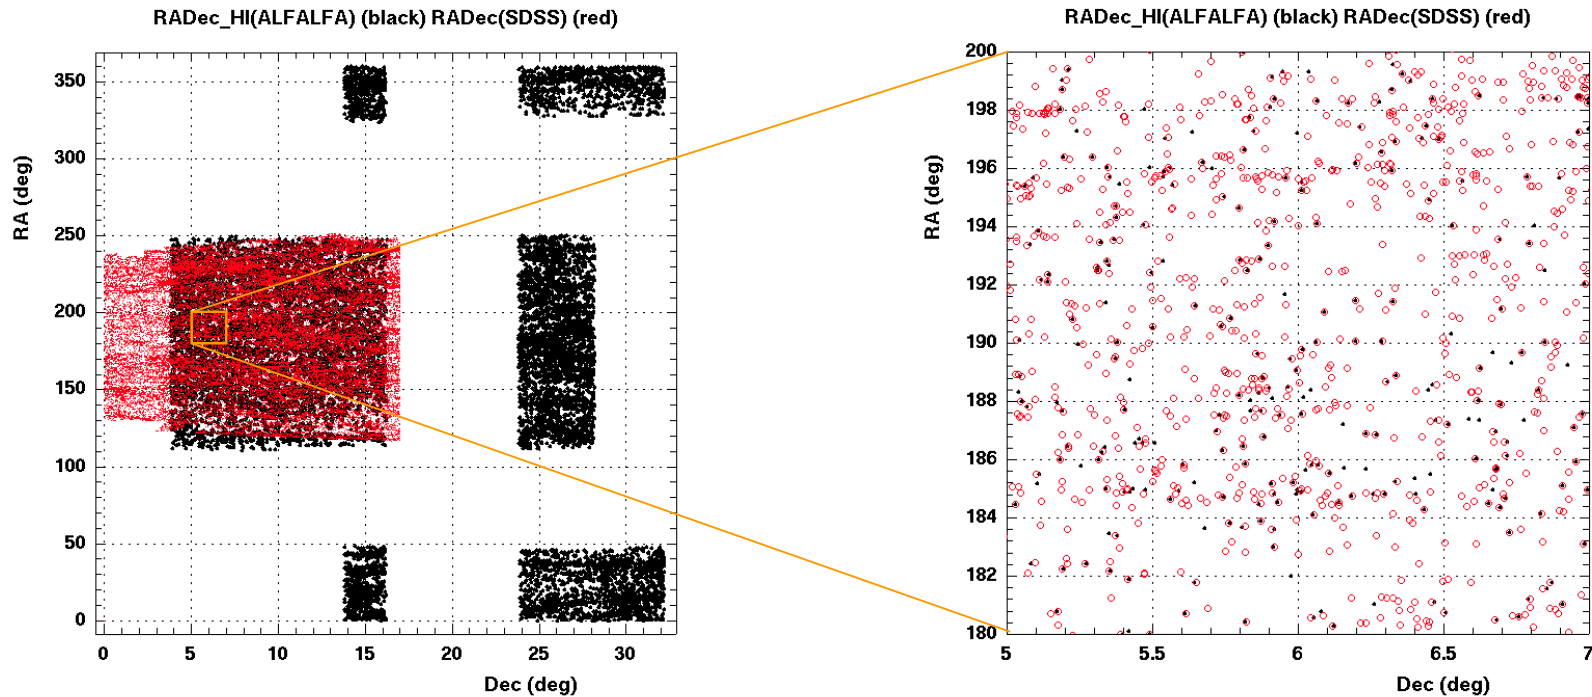 RADec_HI(ALFALFA) (black) RADec(SDSS) (red)
350
300
250
200
150
100
50
0
RA (deg)
0 5 10 15 20 25 30
Dec (deg)
RADec_HI(ALFALFA) (black) RADec(SDSS) (red)
200
198
196
194
192
190
188
186
184
182
180
RA (deg)
5 5.5 6 6.5 7
Dec (deg)